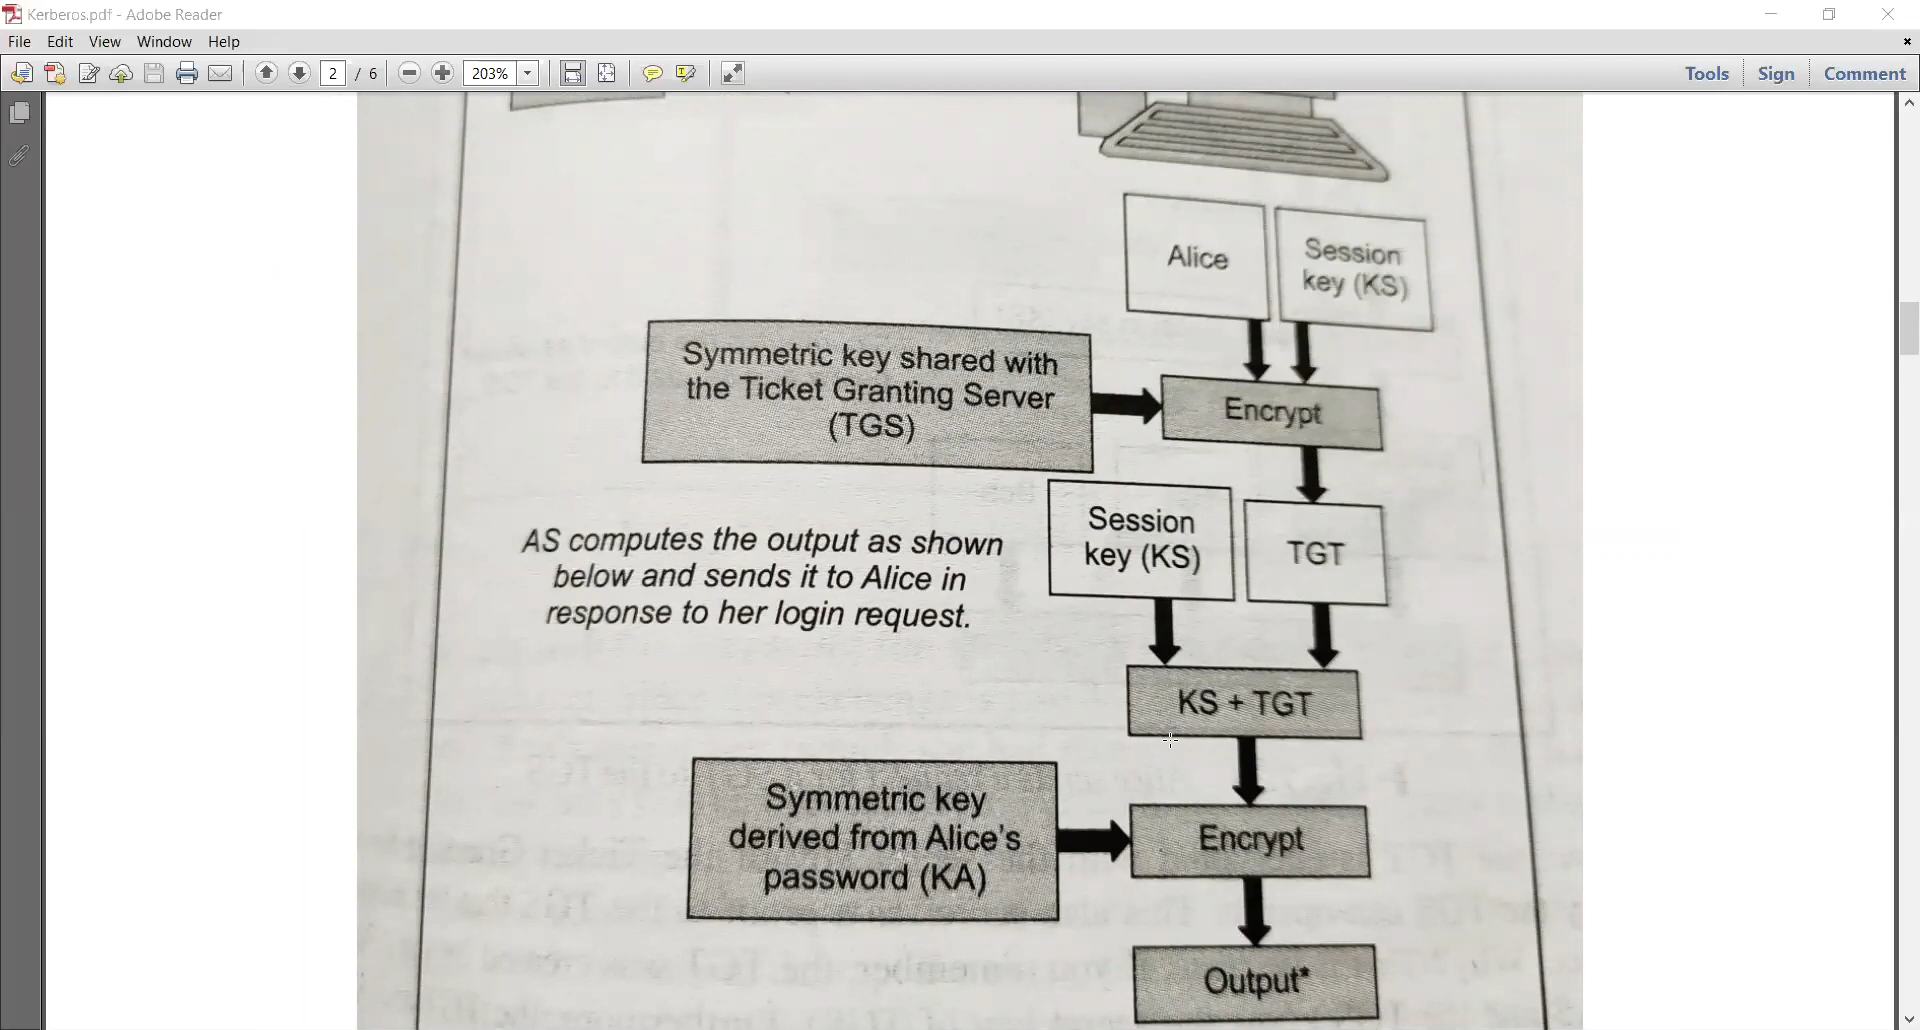 Kerberos.pdf - Adobe Reader
File Edit View Window Help
2 / 6 203% Tools Sign Comment
Alice
Session
key (KS)
Symmetric key shared with
the Ticket Granting Server
(TGS)
Encrypt
Session
key (KS)
TGT
AS computes the output as shown
below and sends it to Alice in
response to her login request.
KS + TGT
Symmetric key
derived from Alice's
password (KA)
Encrypt
Output*